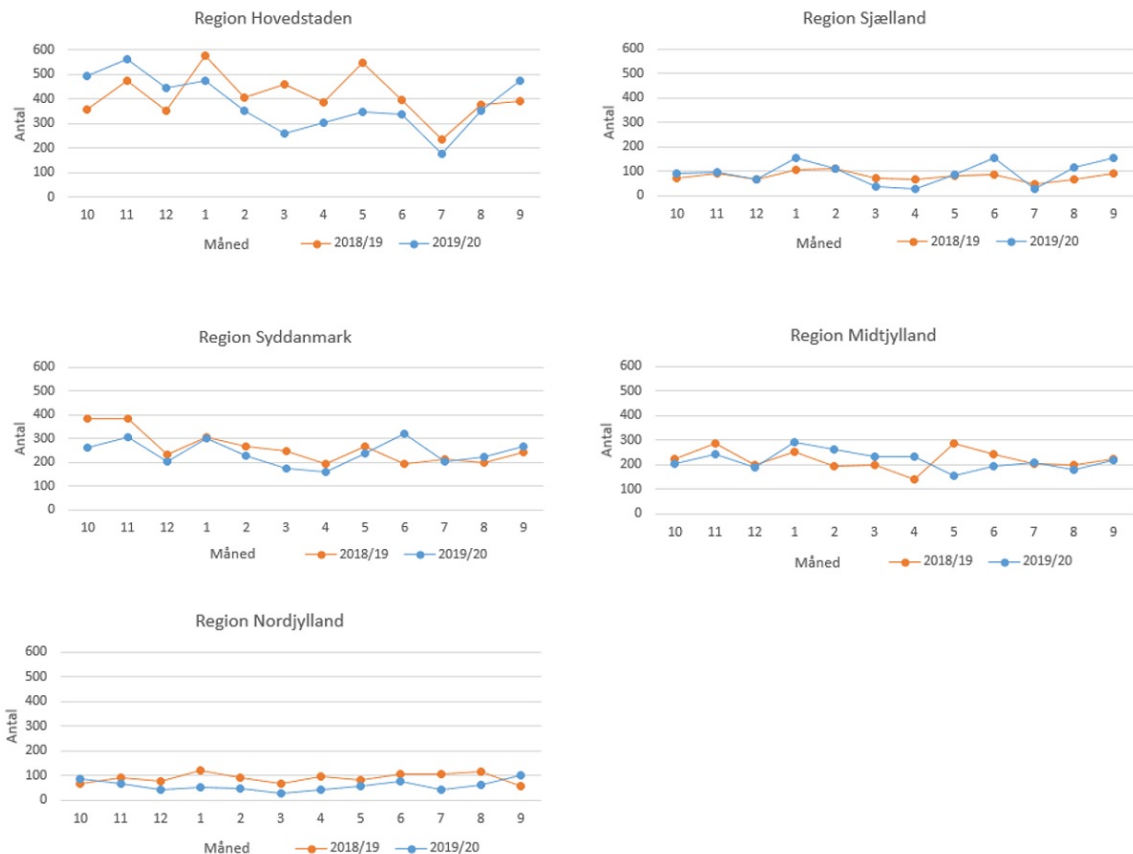 Region Hovedstaden
600
500
400
300
200
100
0
Antal
10 11 12 1 2 3 4 5 6 7 8 9
Måned 2018/19 2019/20
Region Sjælland
600
500
400
300
200
100
0
Antal
10 11 12 1 2 3 4 5 6 7 8 9
Måned 2018/19 2019/20
Region Syddanmark
600
500
400
300
200
100
0
Antal
10 11 12 1 2 3 4 5 6 7 8 9
Måned 2018/19 2019/20
Region Midtjylland
600
500
400
300
200
100
0
Antal
10 11 12 1 2 3 4 5 6 7 8 9
Måned 2018/19 2019/20
Region Nordjylland
600
500
400
300
200
100
0
Antal
10 11 12 1 2 3 4 5 6 7 8 9
Måned 2018/19 2019/20